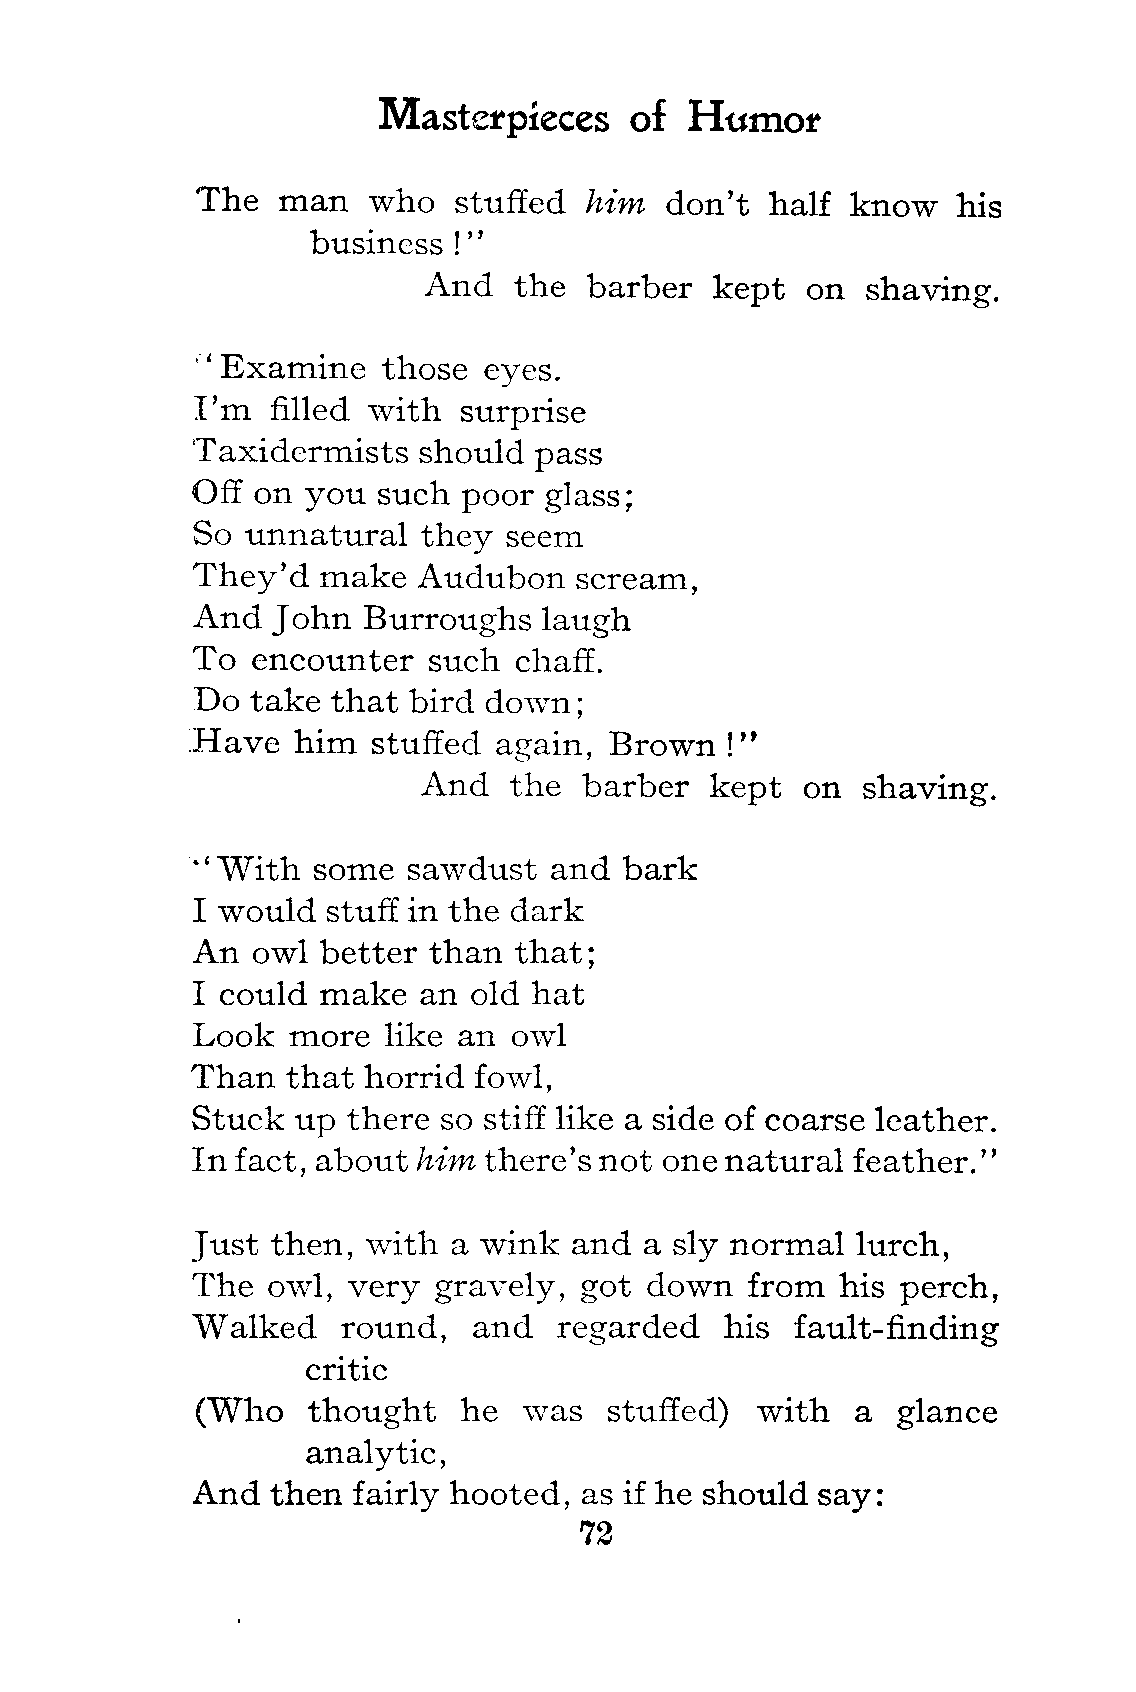 Masterpieces of Humor
The man who stuffed him don't half know his
business!"
And the barber kept on shaving.
"Examine those eyes.
I'm filled with surprise
Taxidermists should pass
Off on you such poor glass;
So unnatural they seem
They'd make Audubon scream,
And John Burroughs laugh
To encounter such chaff.
Do take that bird down;
Have him stuffed again, Brown!"
And the barber kept on shaving.
"With some sawdust and bark
I would stuff in the dark
An owl better than that;
I could make an old hat
Look more like an owl
Than that horrid fowl,
Stuck up there so stiff like a side of coarse leather.
In fact, about him there's not one natural feather."
Just then, with a wink and a sly normal lurch,
The owl, very gravely, got down from his perch,
Walked round, and regarded his fault-finding
critic
(Who thought he was stuffed) with a glance
analytic,
And then fairly hooted, as if he should say:
72